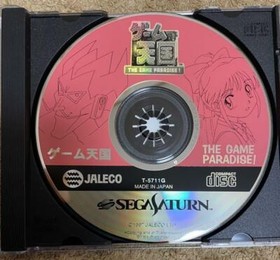 ゲーム天国
THE GAME PARADISE!
THE GAME
PARADISE!
ゲーム天国
JALECO
T-5711G
MADE IN JAPAN
COMPACT
disc
SEGA SATURN